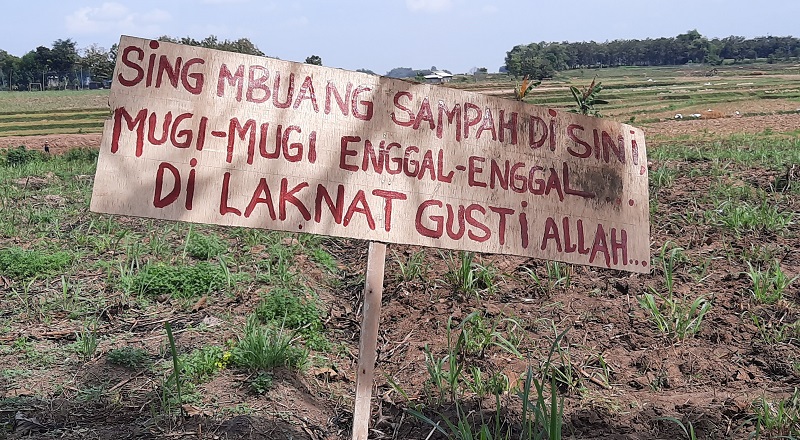 SING MBUANG SAMPAH DI SINI,
MUGI-MUGI ENGGAL-ENGGAL
DI LAKNAT GUSTI ALLAH...